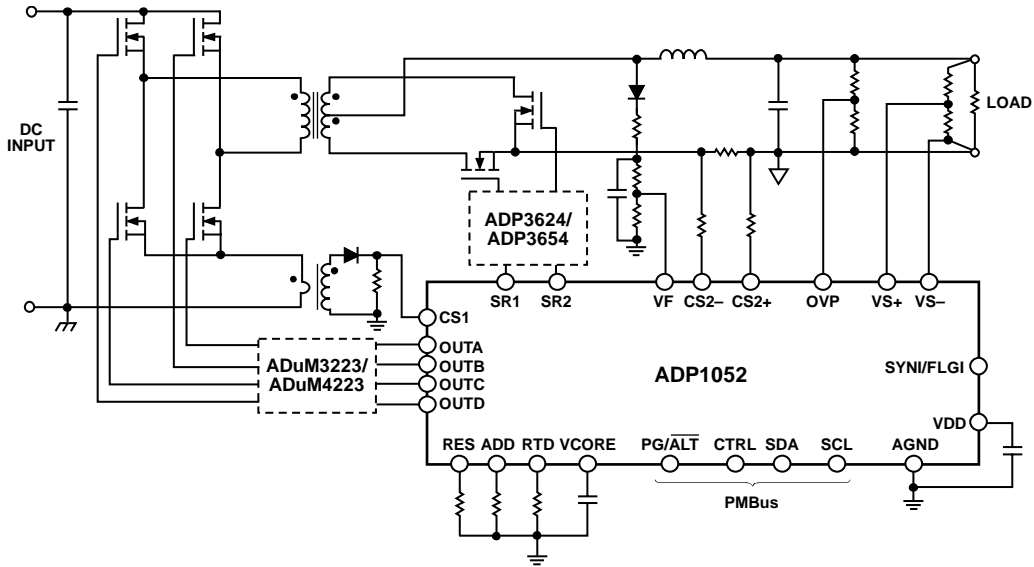 DC
INPUT
LOAD
ADP3624/
ADP3654
SR1 SR2 VF CS2– CS2+ OVP VS+ VS–
CS1
OUTA
OUTB
OUTC
OUTD
ADuM3223/
ADuM4223
ADP1052
SYNI/FLGI
VDD
RES ADD RTD VCORE PG/ALT CTRL SDA SCL AGND
PMBus